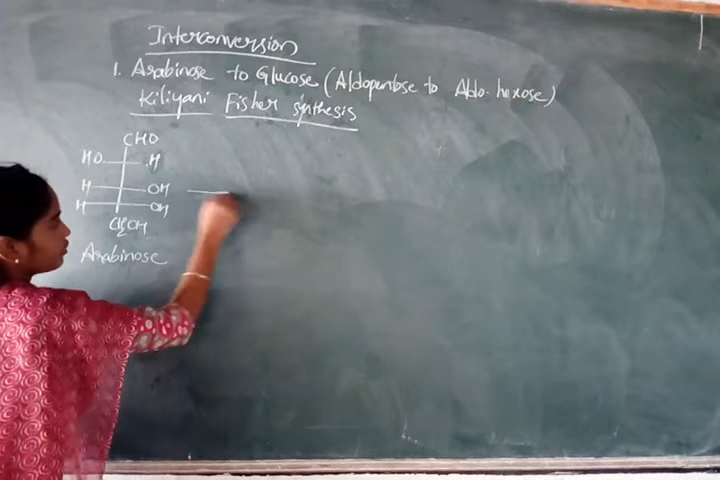 Interconversion
1. Arabinose to Glucose (Aldopentose to Aldo-hexose)
Kiliyani Fisher synthesis
CHO
HO H
H OH
H OH
CH2OH
Arabinose